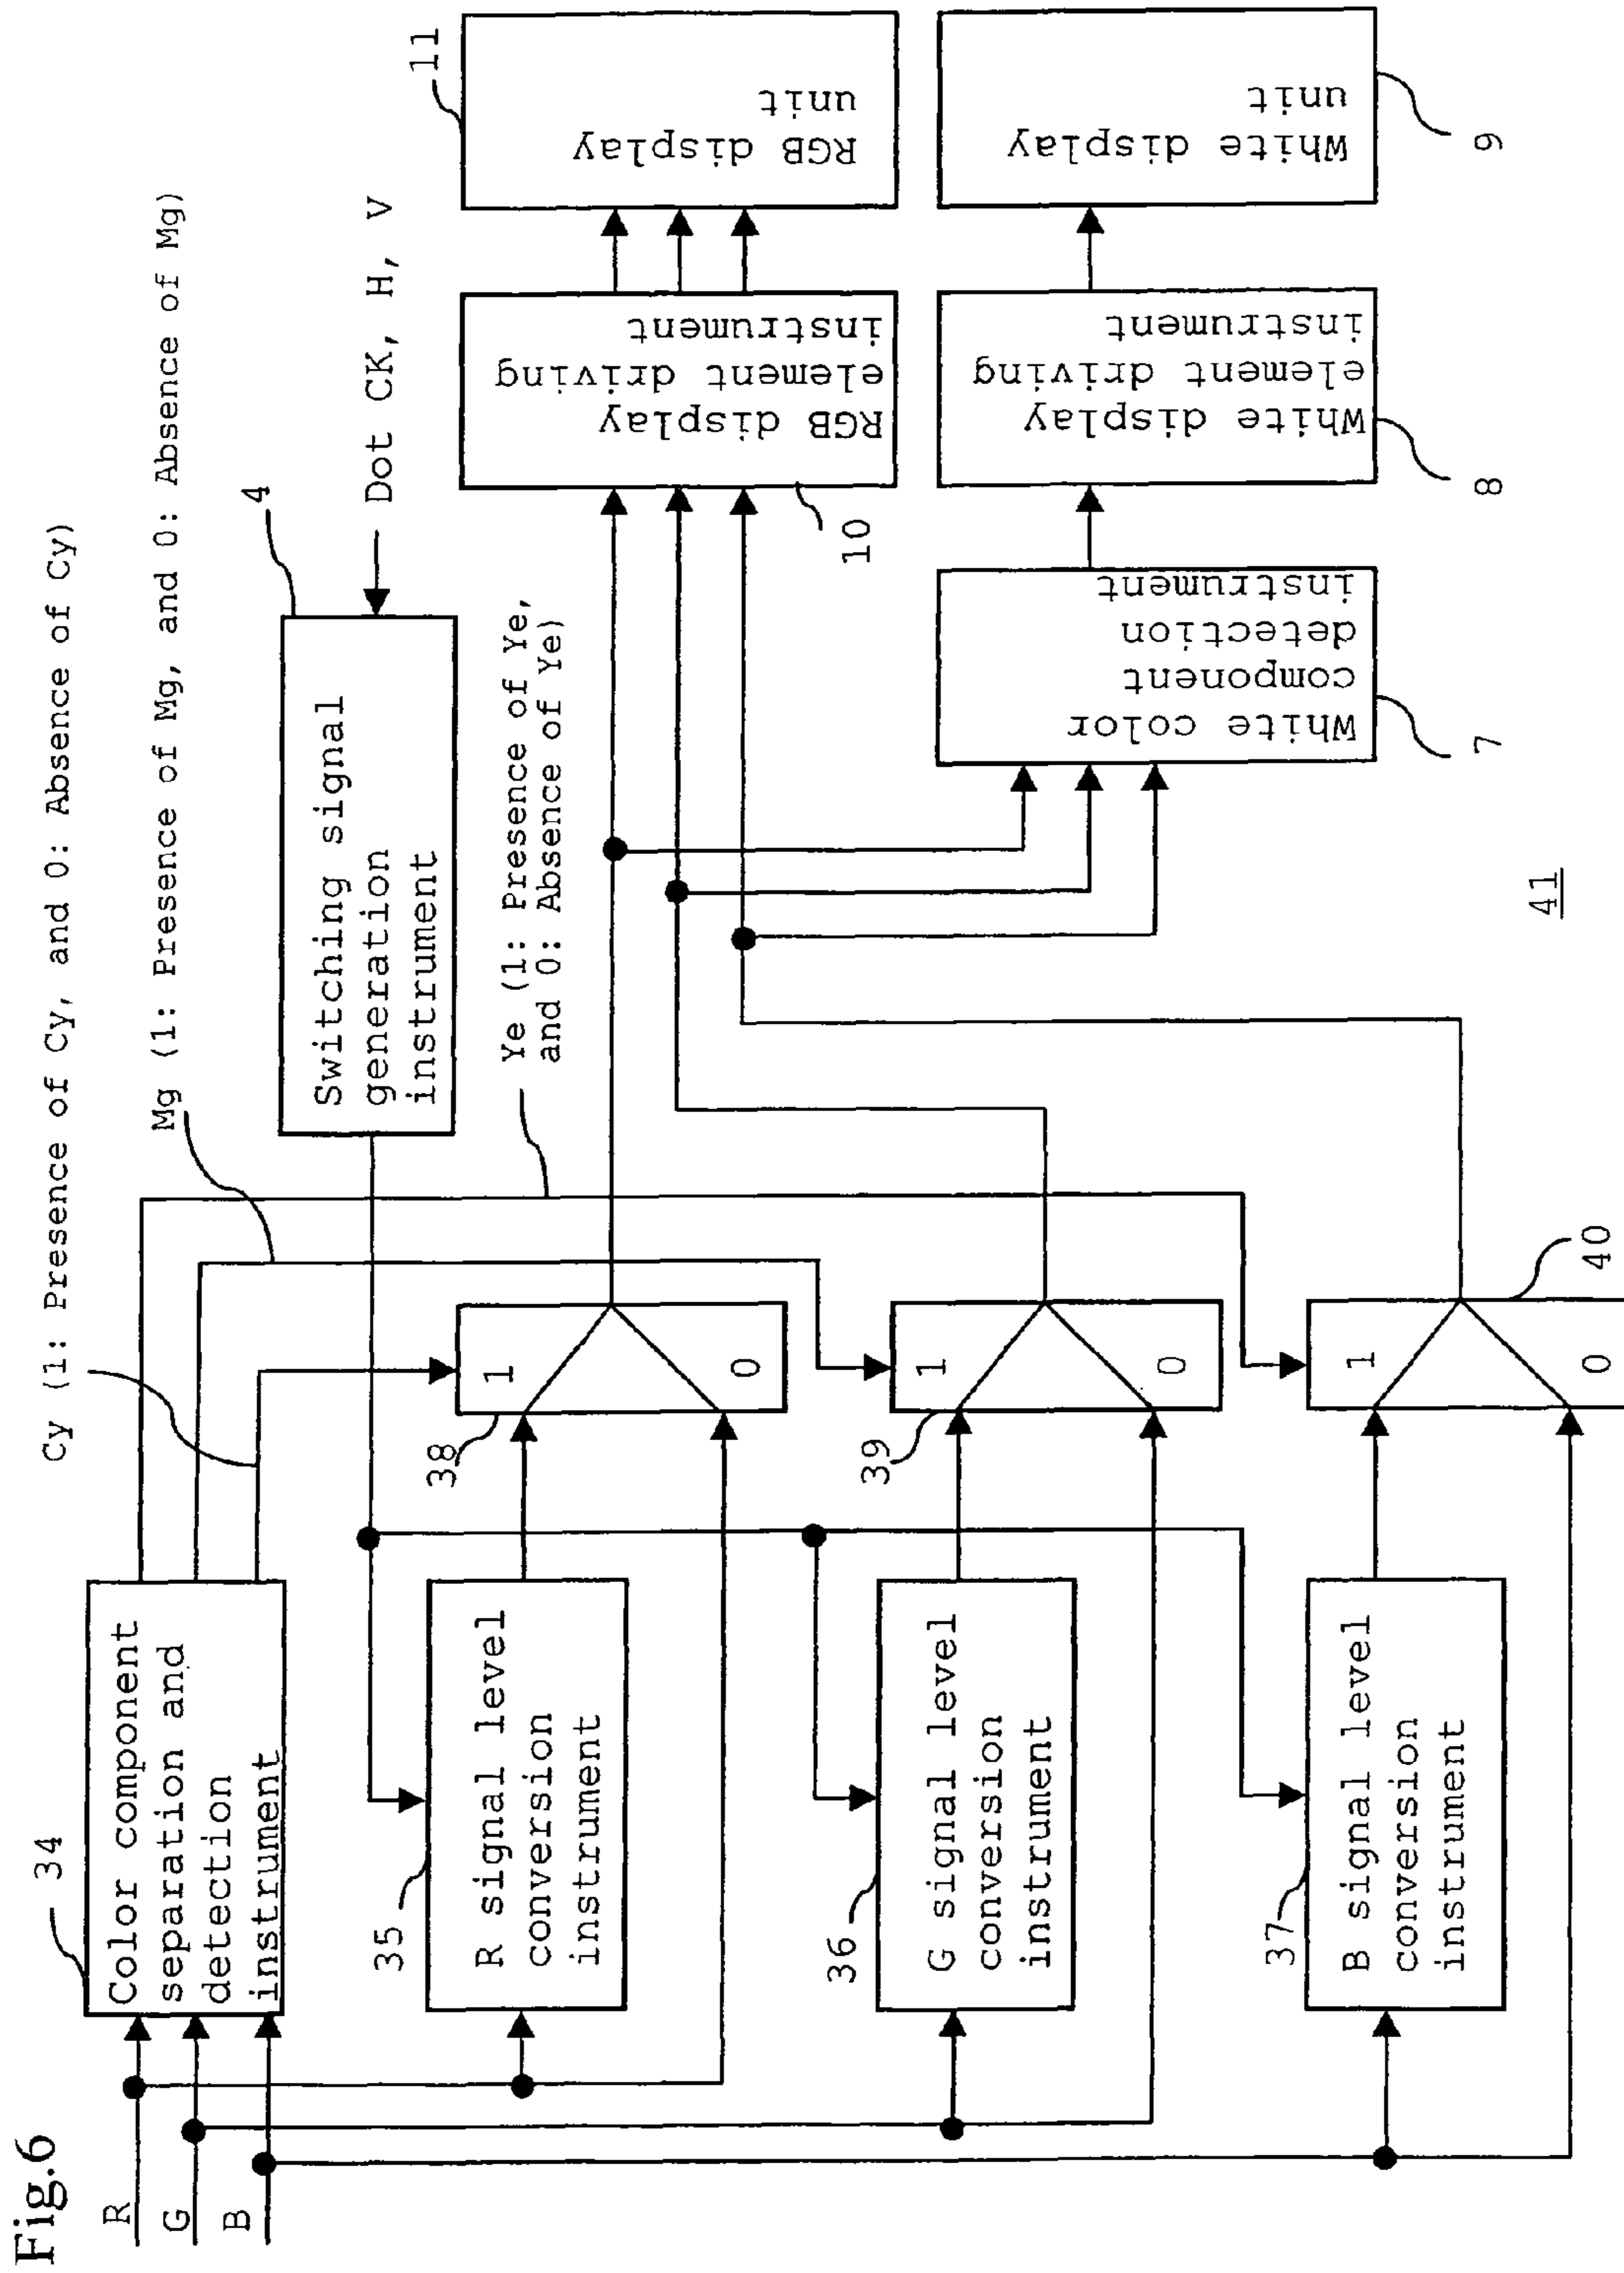 Fig.6
R
G
B
34
Color component
separation and
detection
instrument
Cy (1: Presence of Cy, and 0: Absence of Cy)
Mg (1: Presence of Mg, and 0: Absence of Mg)
4
Switching signal
generation
instrument
Dot CK, H, V
Ye (1: Presence of Ye,
and 0: Absence of Ye)
35
R signal level
conversion
instrument
38
1
0
36
G signal level
conversion
instrument
39
1
0
37
B signal level
conversion
instrument
40
1
0
10
RGB display
element driving
instrument
11
RGB display
unit
7
White color
component
detection
instrument
8
White display
element driving
instrument
9
White display
unit
41